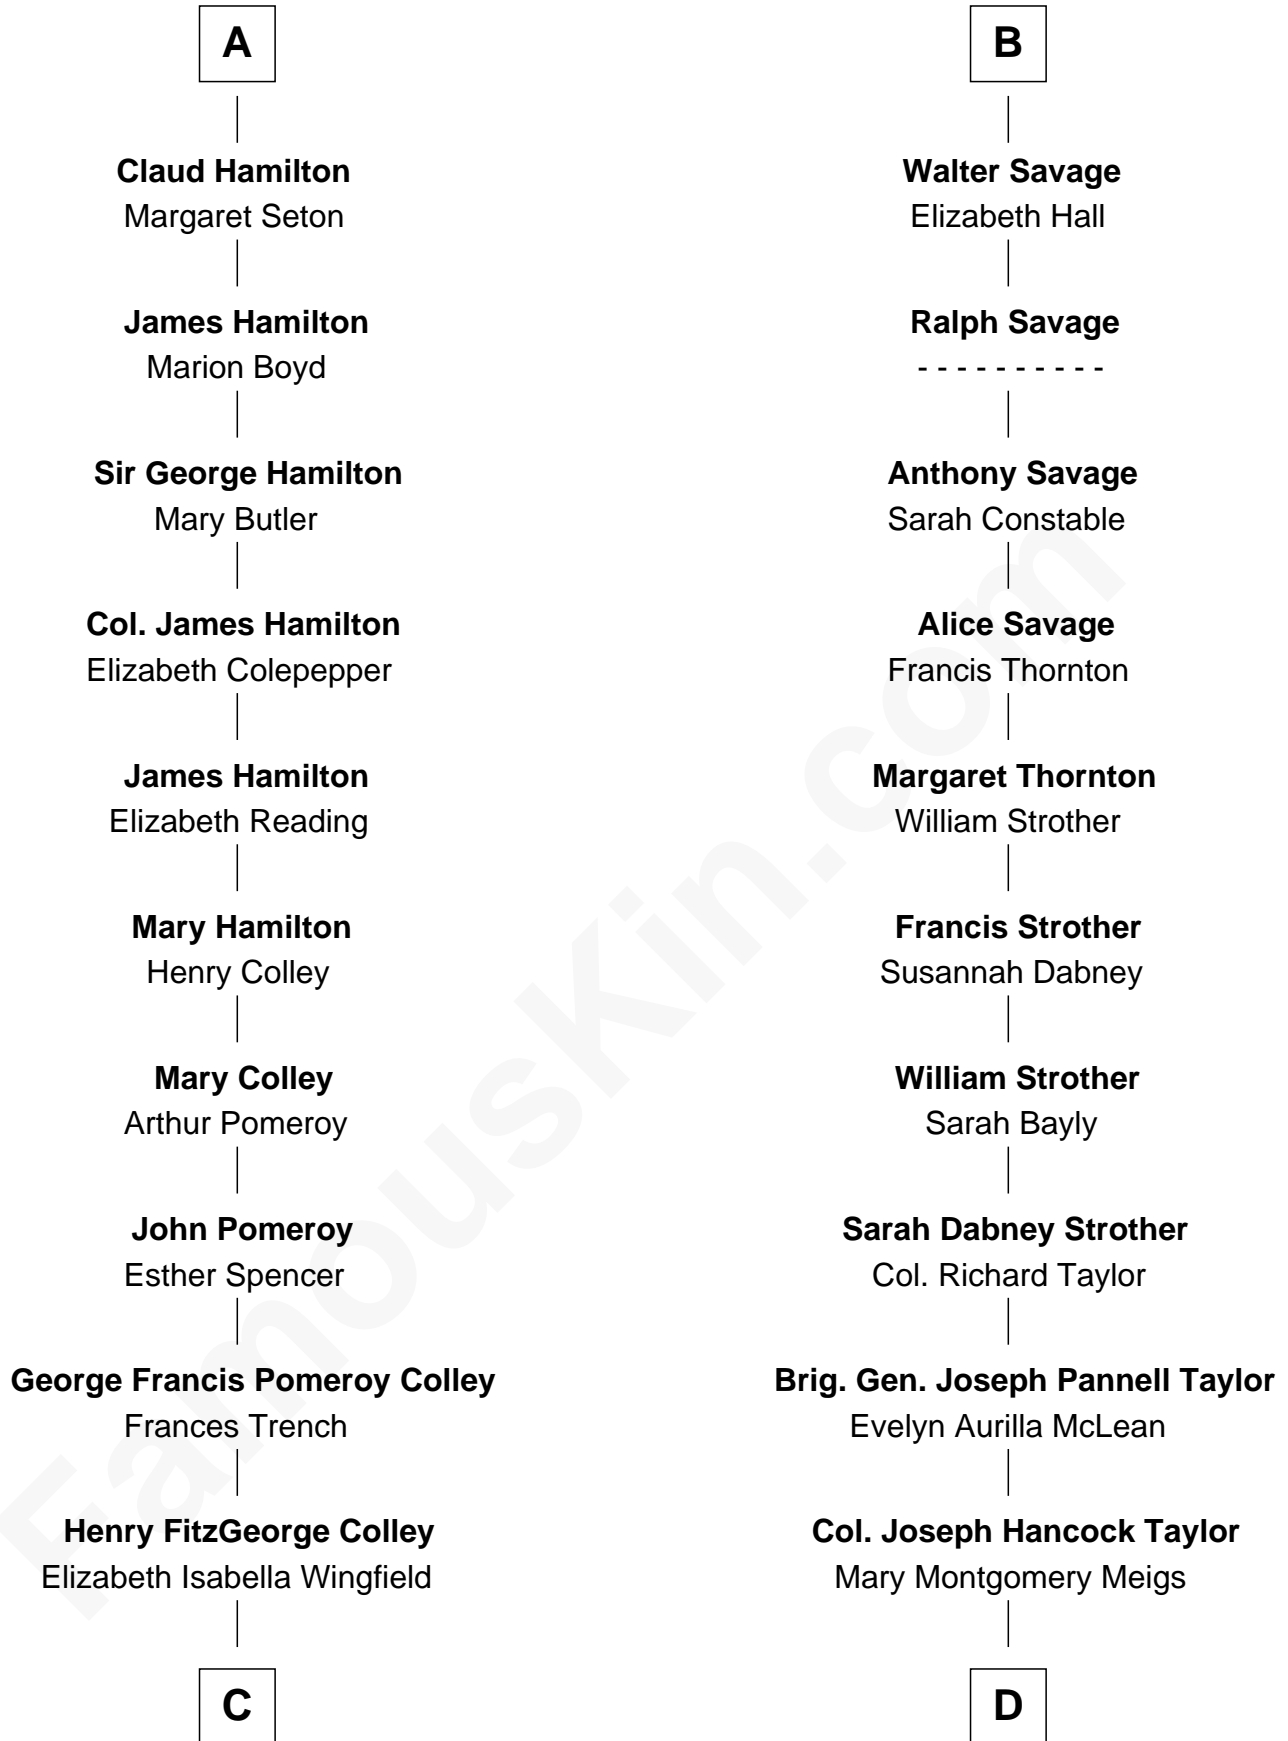 A
Claud Hamilton
Margaret Seton
James Hamilton
Marion Boyd
Sir George Hamilton
Mary Butler
Col. James Hamilton
Elizabeth Colepepper
James Hamilton
Elizabeth Reading
Mary Hamilton
Henry Colley
Mary Colley
Arthur Pomeroy
John Pomeroy
Esther Spencer
George Francis Pomeroy Colley
Frances Trench
Henry FitzGeorge Colley
Elizabeth Isabella Wingfield
C
B
Walter Savage
Elizabeth Hall
Ralph Savage
- - - - - - - - - -
Anthony Savage
Sarah Constable
Alice Savage
Francis Thornton
Margaret Thornton
William Strother
Francis Strother
Susannah Dabney
William Strother
Sarah Bayly
Sarah Dabney Strother
Col. Richard Taylor
Brig. Gen. Joseph Pannell Taylor
Evelyn Aurilla McLean
Col. Joseph Hancock Taylor
Mary Montgomery Meigs
D
FamousKin.com